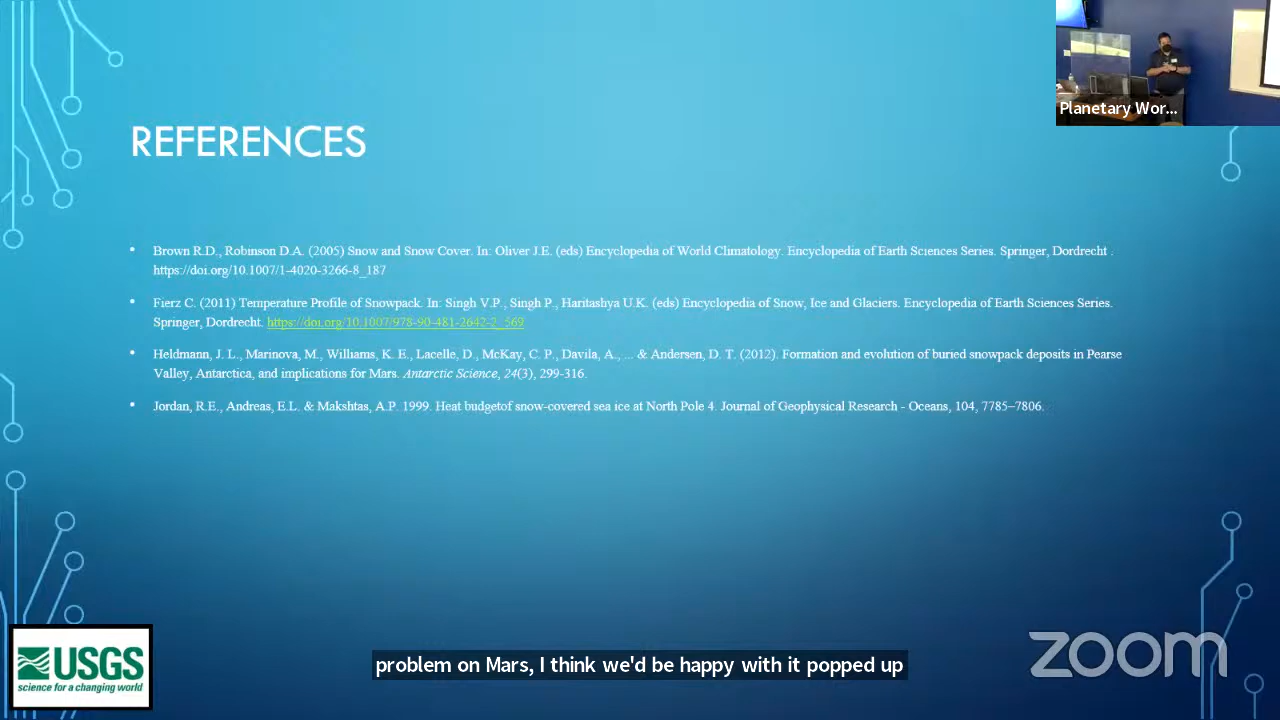 Planetary Wor...
REFERENCES
• Brown R.D., Robinson D.A. (2005) Snow and Snow Cover. In: Oliver J.E. (eds) Encyclopedia of World Climatology. Encyclopedia of Earth Sciences Series. Springer, Dordrecht .
https://doi.org/10.1007/1-4020-3266-8_187
• Fierz C. (2011) Temperature Profile of Snowpack. In: Singh V.P., Singh P., Haritashya U.K. (eds) Encyclopedia of Snow, Ice and Glaciers. Encyclopedia of Earth Sciences Series.
Springer, Dordrecht. https://doi.org/10.1007/978-90-481-2642-2_569
• Heldmann, J. L., Marinova, M., Williams, K. E., Lacelle, D., McKay, C. P., Davila, A., ... & Andersen, D. T. (2012). Formation and evolution of buried snowpack deposits in Pearse
Valley, Antarctica, and implications for Mars. Antarctic Science, 24(3), 299-316.
• Jordan, R.E., Andreas, E.L. & Makshtas, A.P. 1999. Heat budgetof snow-covered sea ice at North Pole 4. Journal of Geophysical Research - Oceans, 104, 7785–7806.
USGS
science for a changing world
problem on Mars, I think we'd be happy with it popped up
zoom